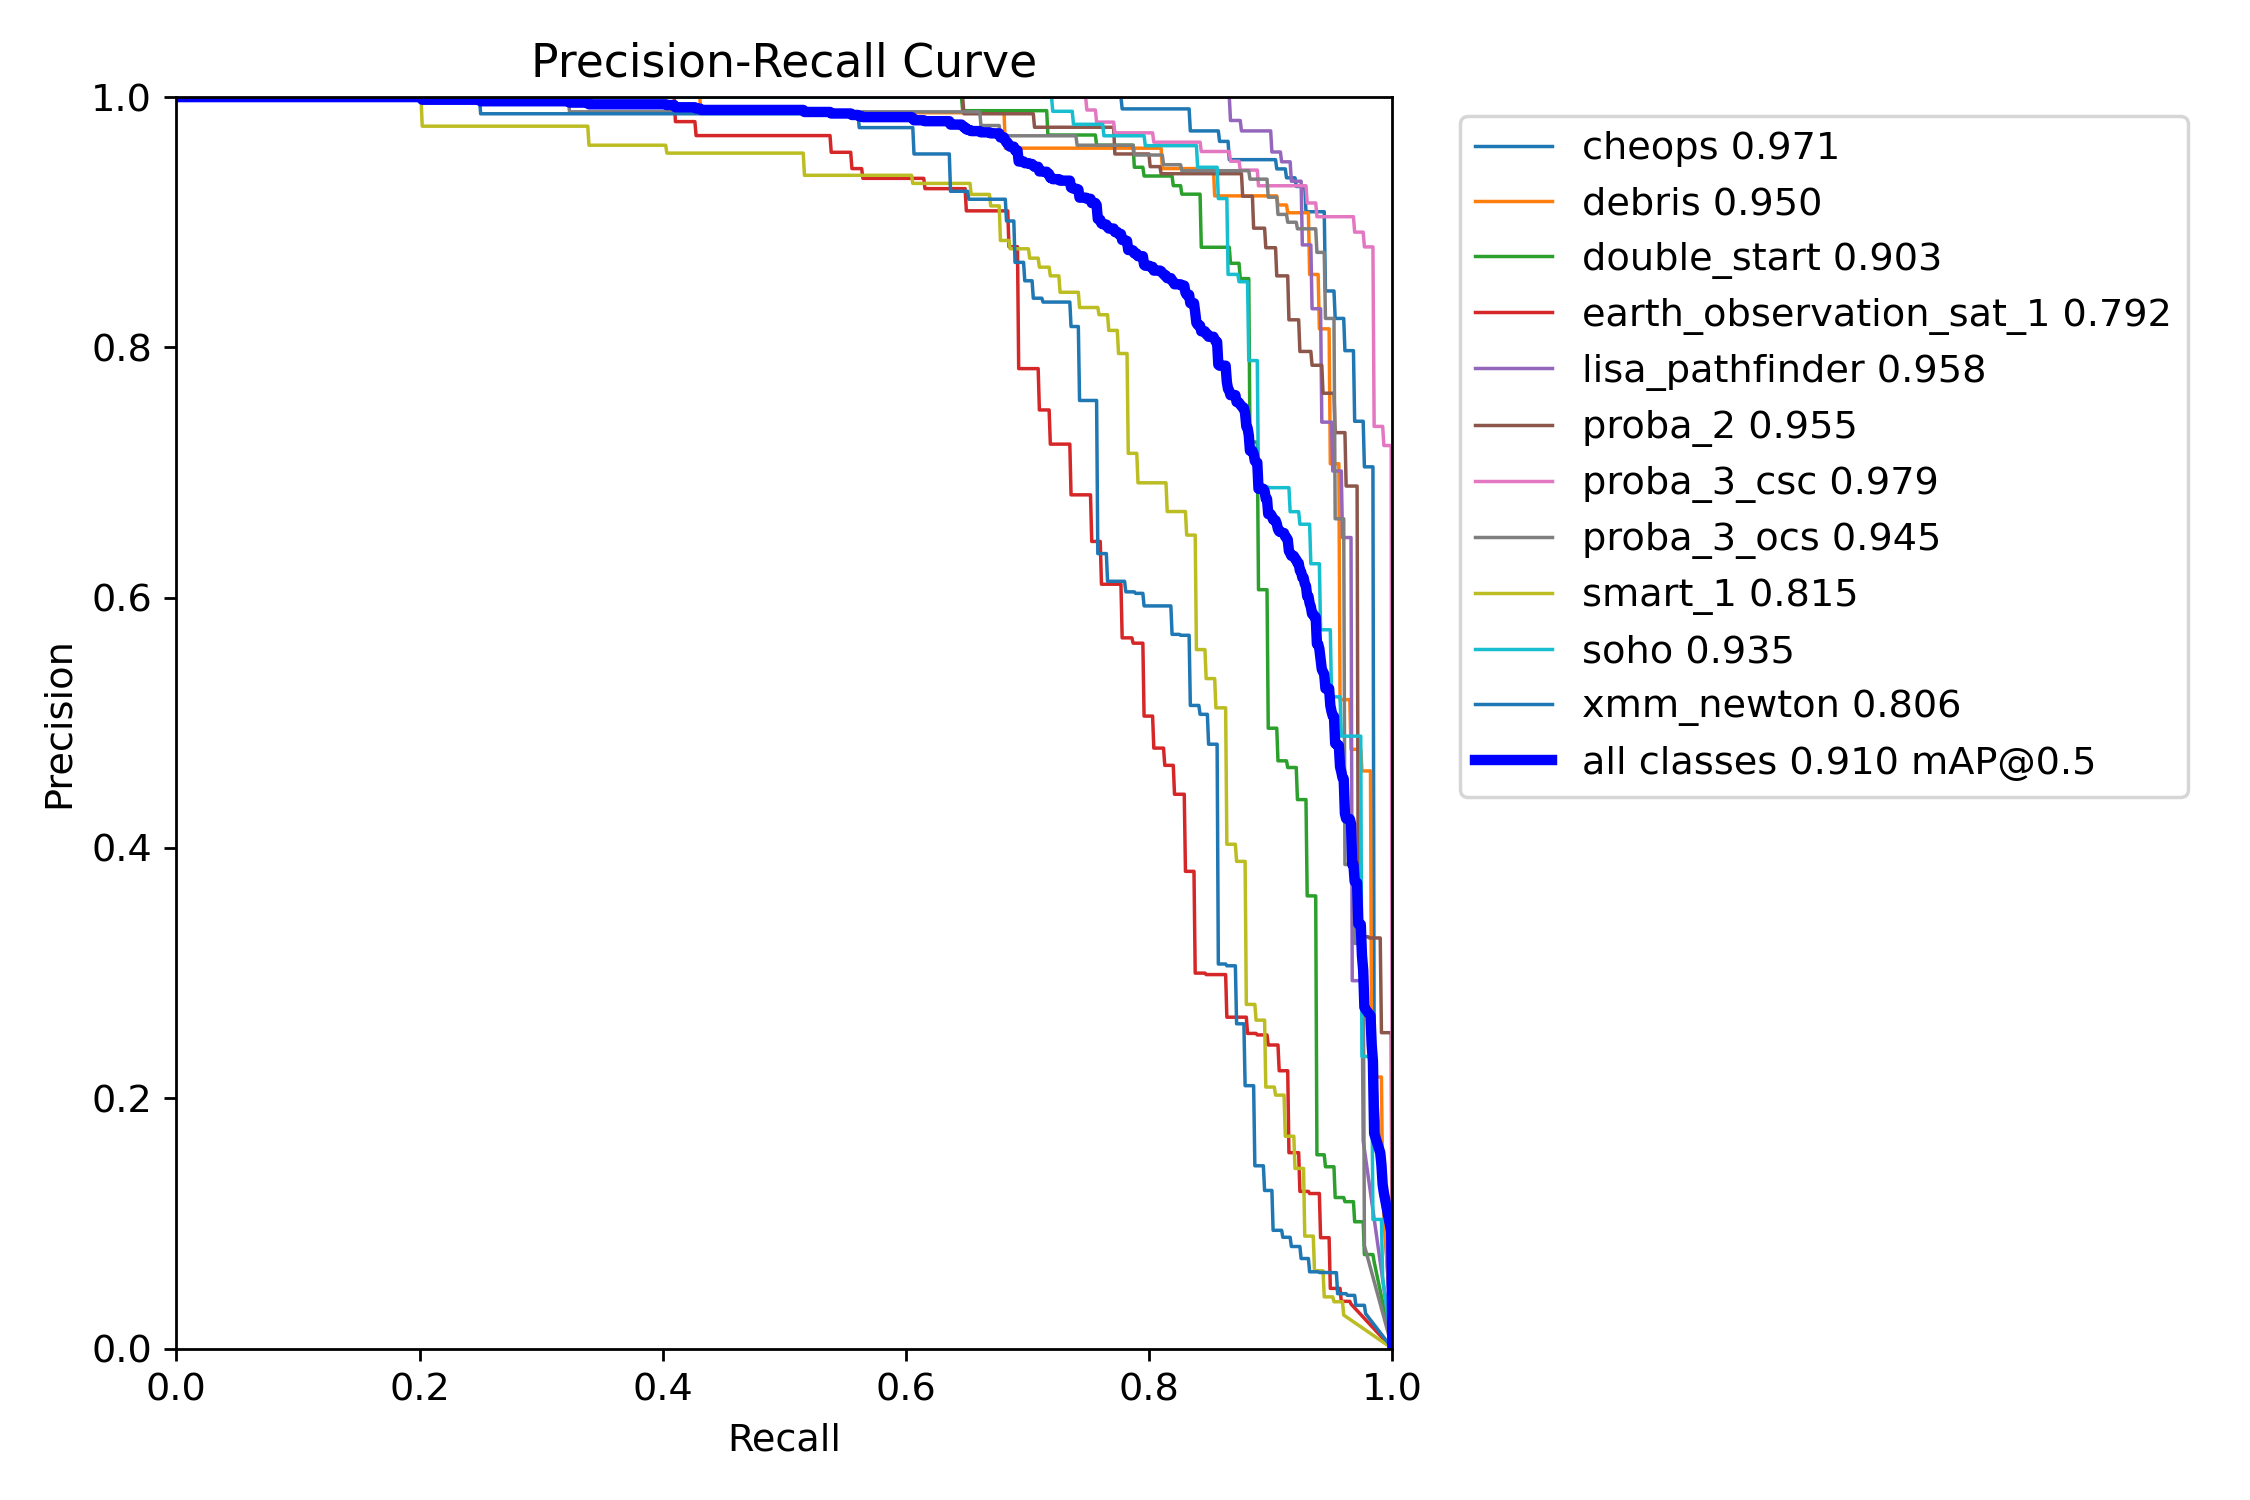 Precision-Recall Curve
1.0
0.8
0.6
0.4
0.2
0.0
Precision
0.0 0.2 0.4 0.6 0.8 1.0
Recall
cheops 0.971
debris 0.950
double_start 0.903
earth_observation_sat_1 0.792
lisa_pathfinder 0.958
proba_2 0.955
proba_3_csc 0.979
proba_3_ocs 0.945
smart_1 0.815
soho 0.935
xmm_newton 0.806
all classes 0.910 mAP@0.5